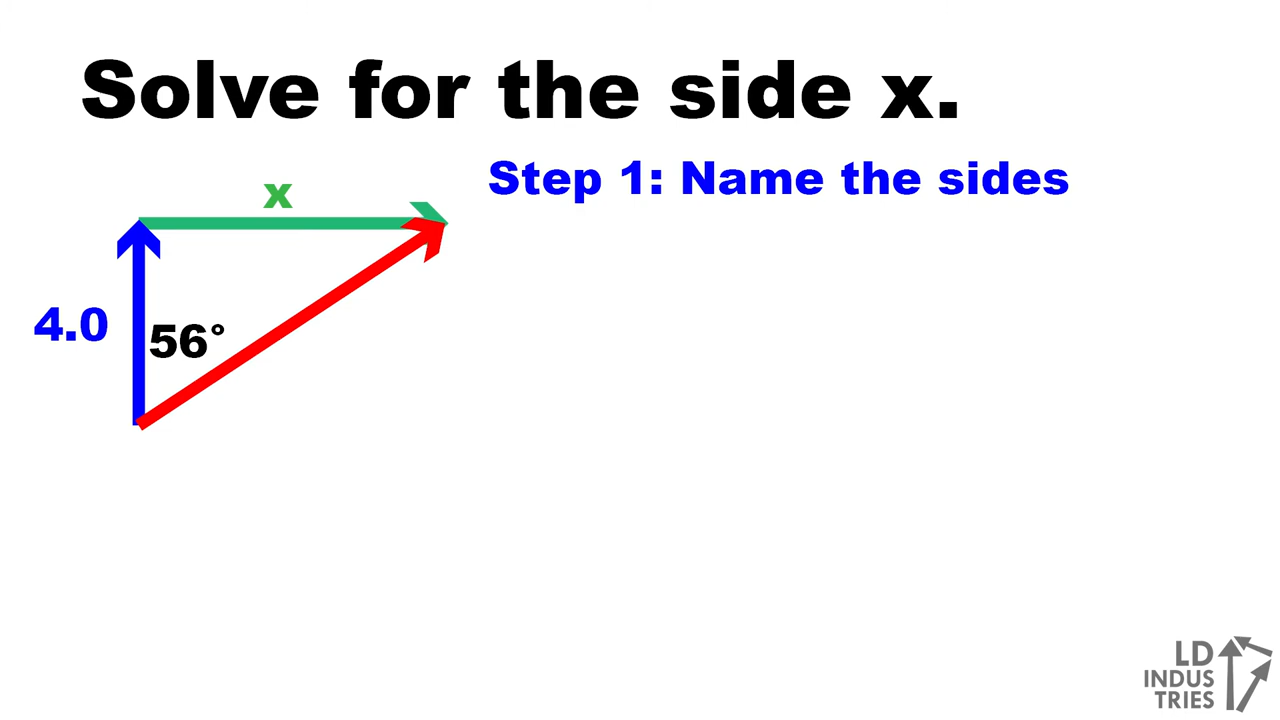 Solve for the side x.
Step 1: Name the sides
x
4.0
56°
LD
INDUS
TRIES